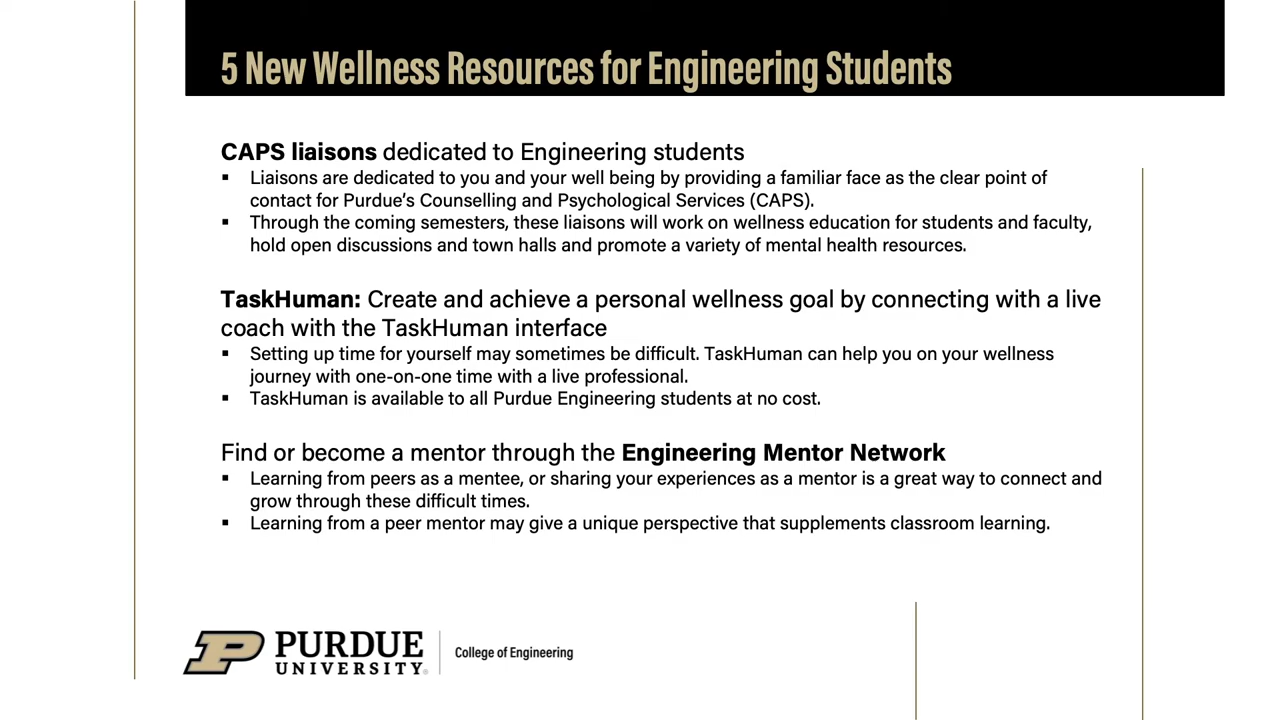 5 New Wellness Resources for Engineering Students
CAPS liaisons dedicated to Engineering students
▪ Liaisons are dedicated to you and your well being by providing a familiar face as the clear point of
contact for Purdue's Counselling and Psychological Services (CAPS).
▪ Through the coming semesters, these liaisons will work on wellness education for students and faculty,
hold open discussions and town halls and promote a variety of mental health resources.
TaskHuman: Create and achieve a personal wellness goal by connecting with a live
coach with the TaskHuman interface
▪ Setting up time for yourself may sometimes be difficult. TaskHuman can help you on your wellness
journey with one-on-one time with a live professional.
▪ TaskHuman is available to all Purdue Engineering students at no cost.
Find or become a mentor through the Engineering Mentor Network
▪ Learning from peers as a mentee, or sharing your experiences as a mentor is a great way to connect and
grow through these difficult times.
▪ Learning from a peer mentor may give a unique perspective that supplements classroom learning.
P PURDUE
UNIVERSITY®
College of Engineering